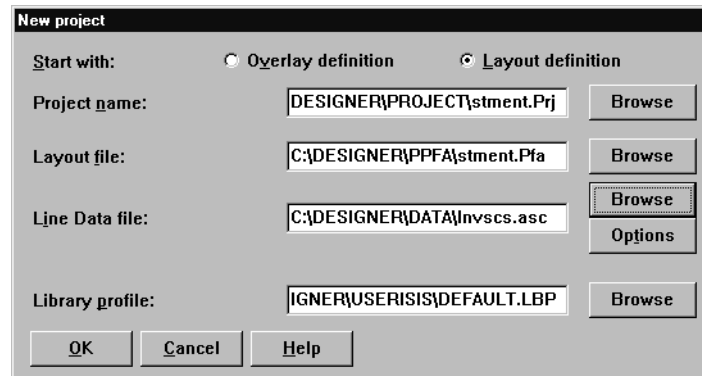 New project
Start with: Overlay definition Layout definition
Project name: DESIGNER\PROJECT\stment.Prj Browse
Layout file: C:\DESIGNER\PPFA\stment.Pfa Browse
Browse
Line Data file: C:\DESIGNER\DATA\Invscs.asc
Options
Library profile: IGNER\USERISIS\DEFAULT.LBP Browse
OK Cancel Help